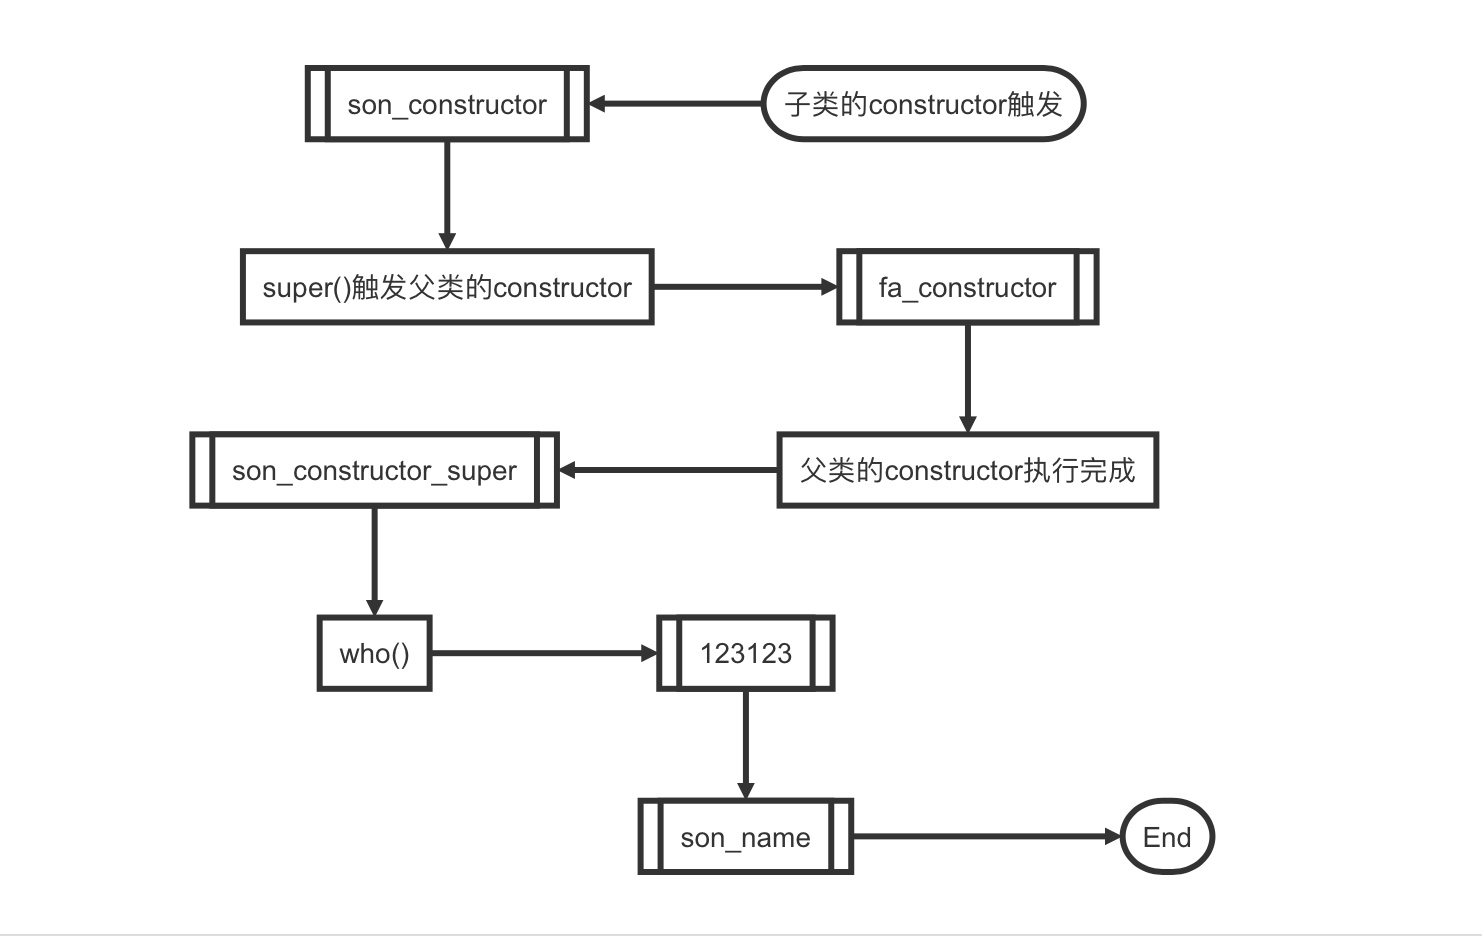 子类的constructor触发
son_constructor
super()触发父类的constructor
fa_constructor
父类的constructor执行完成
son_constructor_super
who()
123123
son_name
End